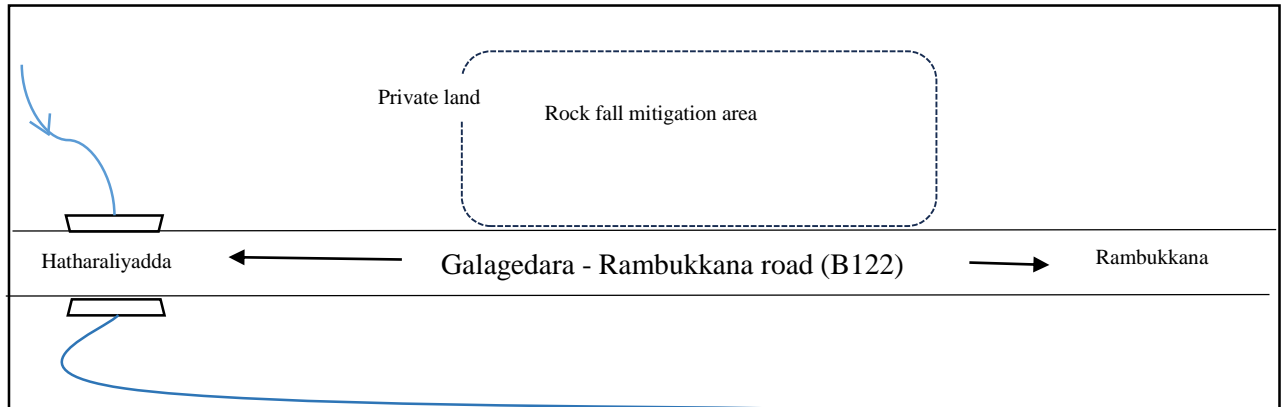 Private land
Rock fall mitigation area
Hatharaliyadda
Galagedara - Rambukkana road (B122)
Rambukkana